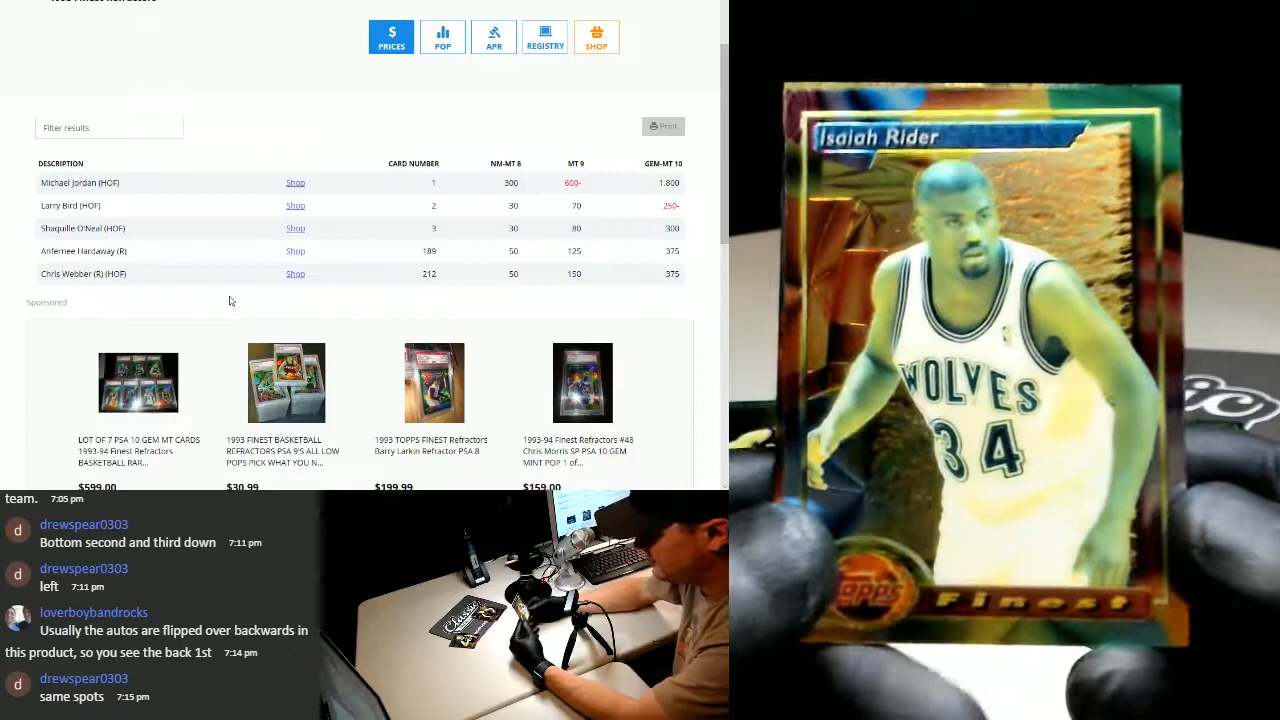 PRICES
POP
APR
REGISTRY
SHOP
Filter results
Print
DESCRIPTION CARD NUMBER NM-MT 8 MT 9 GEM-MT 10
Michael Jordan (HOF) Shop 1 300 600- 1,800
Larry Bird (HOF) Shop 2 30 70 250-
Shaquille O'Neal (HOF) Shop 3 30 80 300
Anfernee Hardaway (R) Shop 189 50 125 375
Chris Webber (R) (HOF) Shop 212 50 150 375
Sponsored
LOT OF 7 PSA 10 GEM MT CARDS
1993-94 Finest Refractors
BASKETBALL RAR...
$599.00
1993 FINEST BASKETBALL
REFRACTORS PSA 9'S ALL LOW
POPS PICK WHAT YOU N...
$30.99
1993 TOPPS FINEST Refractors
Barry Larkin Refractor PSA 8
$199.99
1993-94 Finest Refractors #48
Chris Morris SP PSA 10 GEM
MINT POP 1 of...
$159.00
team. 7:05 pm
d drewspear0303
Bottom second and third down 7:11 pm
d drewspear0303
left 7:11 pm
loverboybandrocks
Usually the autos are flipped over backwards in
this product, so you see the back 1st 7:14 pm
d drewspear0303
same spots 7:15 pm
Classic
Isaiah Rider
WOLVES
34
Topps
Finest